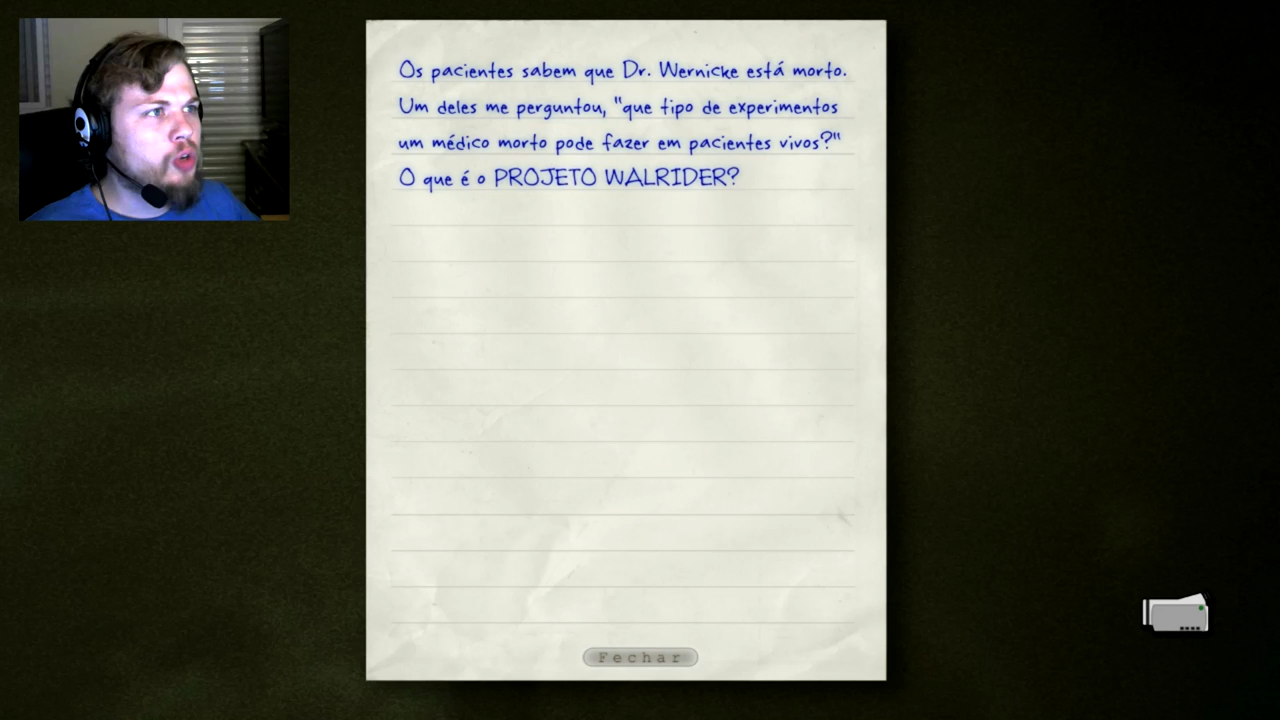 Os pacientes sabem que Dr. Wernicke está morto.
Um deles me perguntou, "que tipo de experimentos
um médico morto pode fazer em pacientes vivos?"
O que é o PROJETO WALRIDER?
Fechar